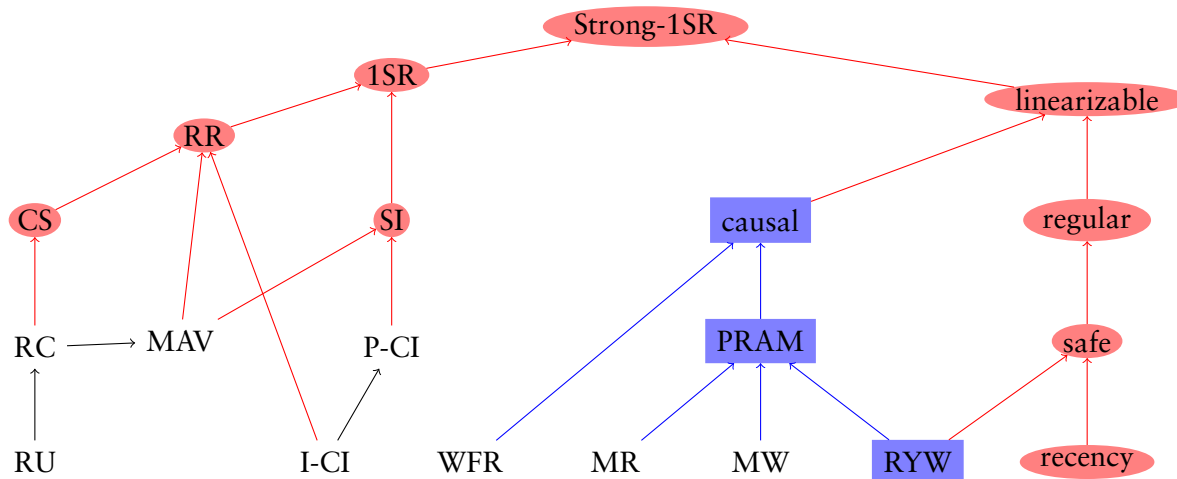 Strong-1SR
1SR
linearizable
RR
CS
SI
causal
regular
RC
MAV
P-CI
PRAM
safe
RU
I-CI
WFR
MR
MW
RYW
recency